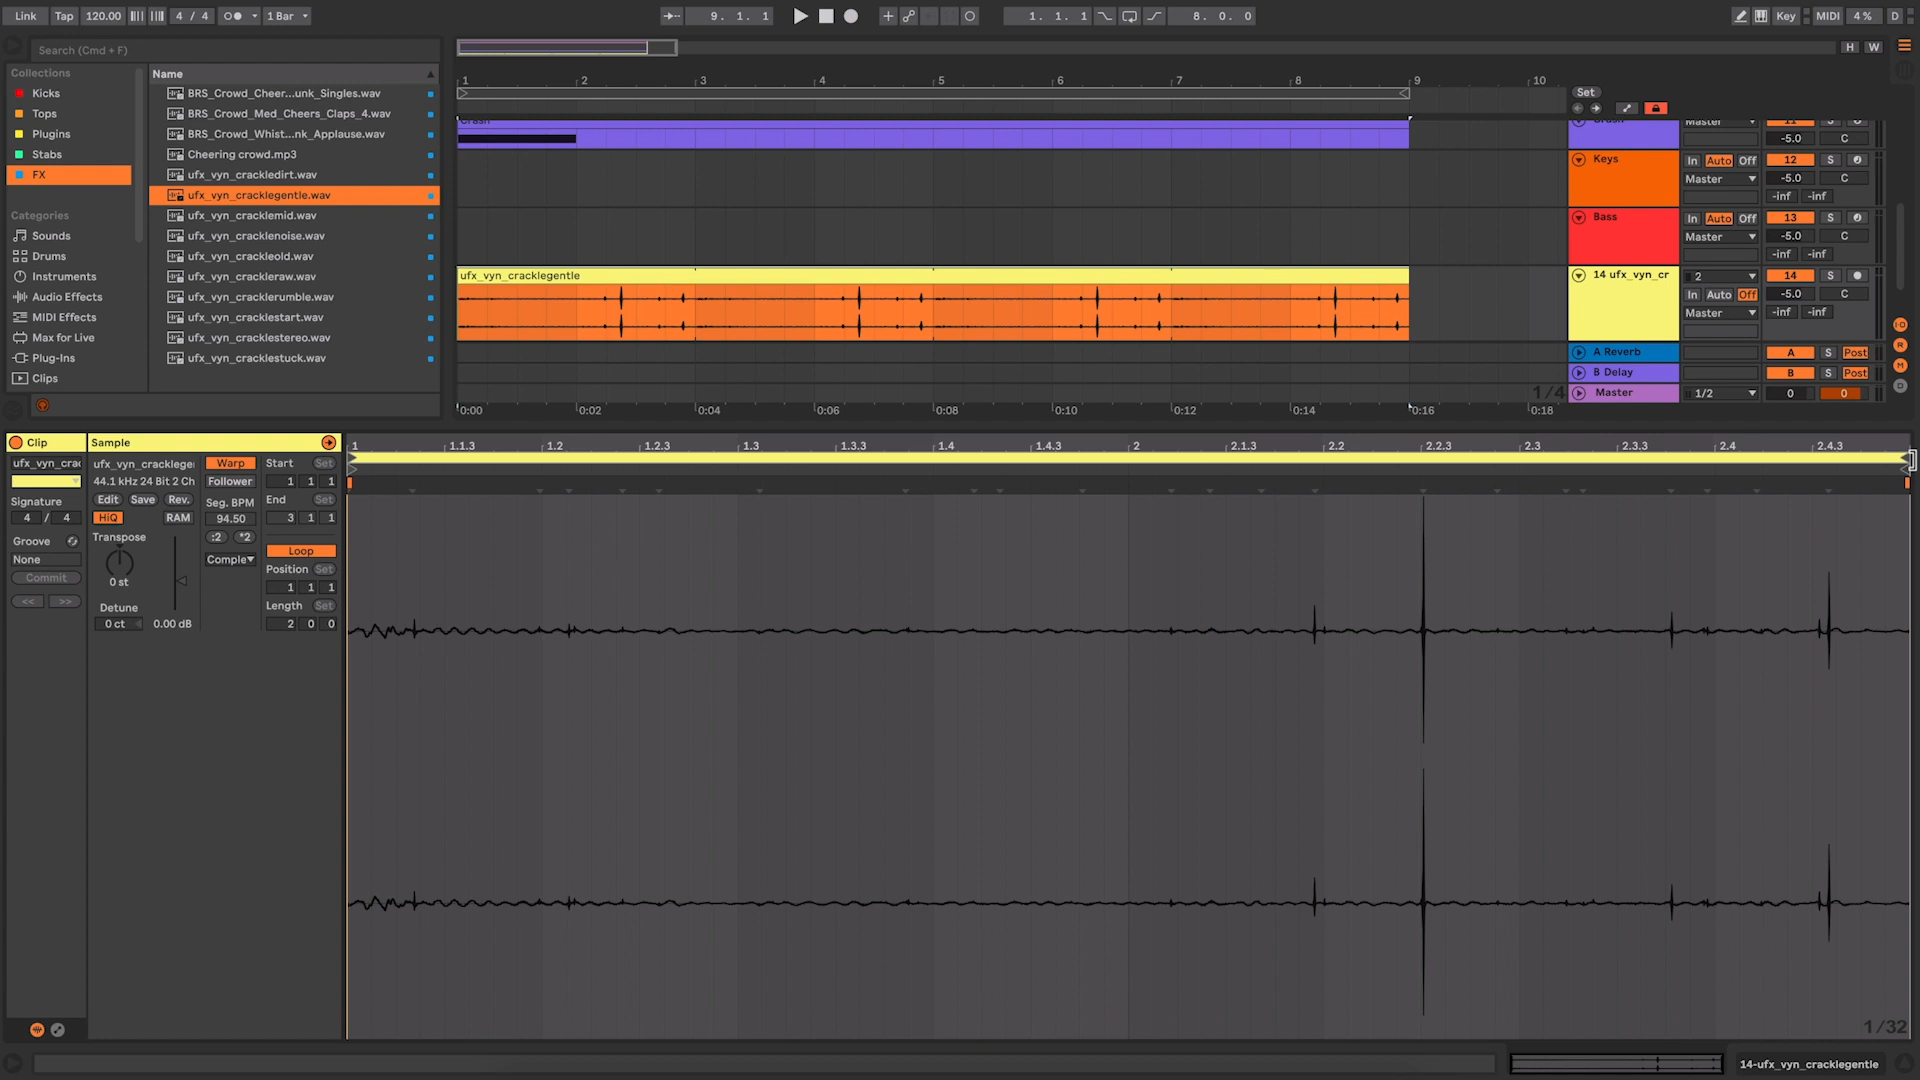 Link Tap 120.00 4 / 4 1 Bar 9. 1. 1 1. 1. 1 8. 0. 0 Key MIDI 4 % D
Search (Cmd + F) H W
Collections Name
Kicks BRS_Crowd_Cheer...unk_Singles.wav
Tops BRS_Crowd_Med_Cheers_Claps_4.wav
Plugins BRS_Crowd_Whist...nk_Applause.wav
Stabs Cheering crowd.mp3
FX ufx_vyn_crackledirt.wav
ufx_vyn_cracklegentle.wav
Categories ufx_vyn_cracklemid.wav
Sounds ufx_vyn_cracklenoise.wav
Drums ufx_vyn_crackleold.wav
Instruments ufx_vyn_crackleraw.wav
Audio Effects ufx_vyn_cracklerumble.wav
MIDI Effects ufx_vyn_cracklestart.wav
Max for Live ufx_vyn_cracklestereo.wav
Plug-Ins ufx_vyn_cracklestuck.wav
Clips
1 2 3 4 5 6 7 8 9 10
Set
Crash
Master 11 S
-5.0 C
Keys In Auto Off 12 S
Master -5.0 C
-inf -inf
Bass In Auto Off 13 S
Master -5.0 C
-inf -inf
ufx_vyn_cracklegentle
14 ufx_vyn_cr 2 14 S
In Auto Off -5.0 C
Master -inf -inf
A Reverb A S Post
B Delay B S Post
1/4 Master 1/2 0 0
I·O
R
M
D
0:00 0:02 0:04 0:06 0:08 0:10 0:12 0:14 0:16 0:18
Clip Sample
1 1.1.3 1.2 1.2.3 1.3 1.3.3 1.4 1.4.3 2 2.1.3 2.2 2.2.3 2.3 2.3.3 2.4 2.4.3
ufx_vyn_crac ufx_vyn_cracklege Warp Start Set
44.1 kHz 24 Bit 2 Ch Follower 1 1 1
Signature Edit Save Rev. Seg. BPM End Set
4 / 4 HiQ RAM 94.50 3 1 1
Groove Transpose :2 *2
None Comple Loop
Commit 0 st Position Set
<< >> 1 1 1
Detune Length Set
0 ct 0.00 dB 2 0 0
1/32
14-ufx_vyn_cracklegentle